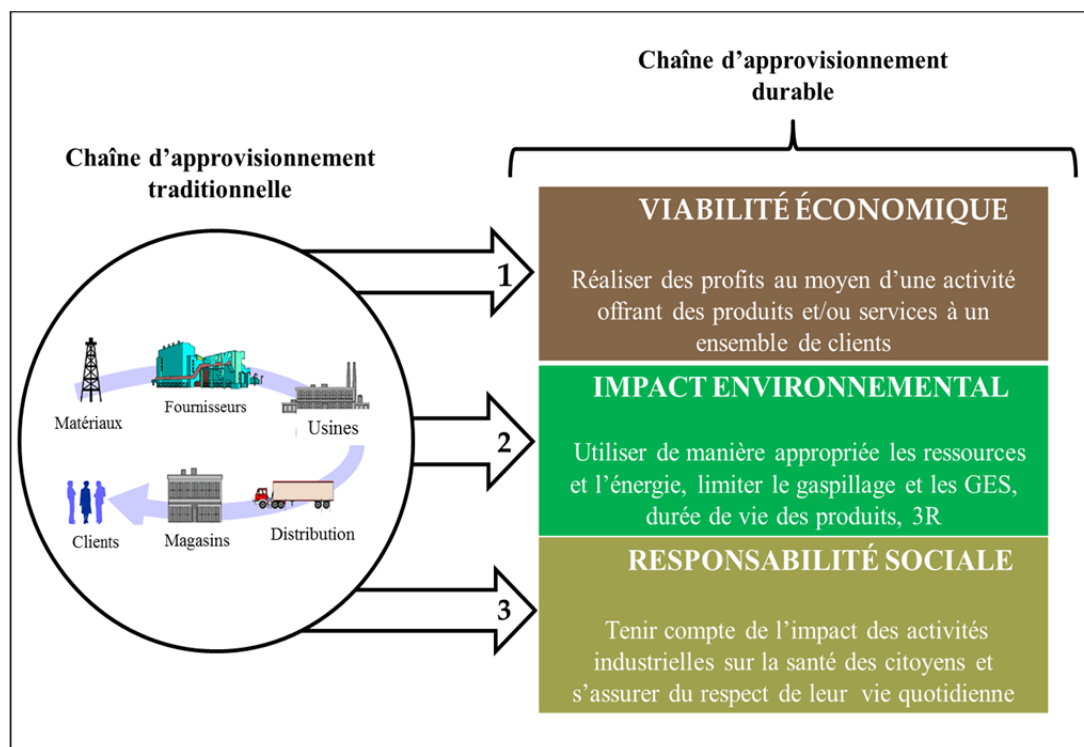 Chaîne d'approvisionnement
durable
Chaîne d'approvisionnement
traditionnelle
Matériaux
Fournisseurs
Usines
Clients
Magasins
Distribution
1
VIABILITÉ ÉCONOMIQUE
Réaliser des profits au moyen d'une activité
offrant des produits et/ou services à un
ensemble de clients
2
IMPACT ENVIRONNEMENTAL
Utiliser de manière appropriée les ressources
et l'énergie, limiter le gaspillage et les GES,
durée de vie des produits, 3R
3
RESPONSABILITÉ SOCIALE
Tenir compte de l'impact des activités
industrielles sur la santé des citoyens et
s'assurer du respect de leur vie quotidienne